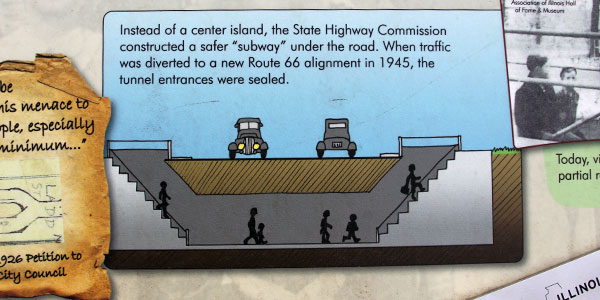 Instead of a center island, the State Highway Commission
constructed a safer “subway” under the road. When traffic
was diverted to a new Route 66 alignment in 1945, the
tunnel entrances were sealed.
be
his menace to
ple, especially
minimum...”
1926 Petition to
City Council
Association of Illinois Hall
of Fame & Museum
Today, vi
partial r
ILLINOI